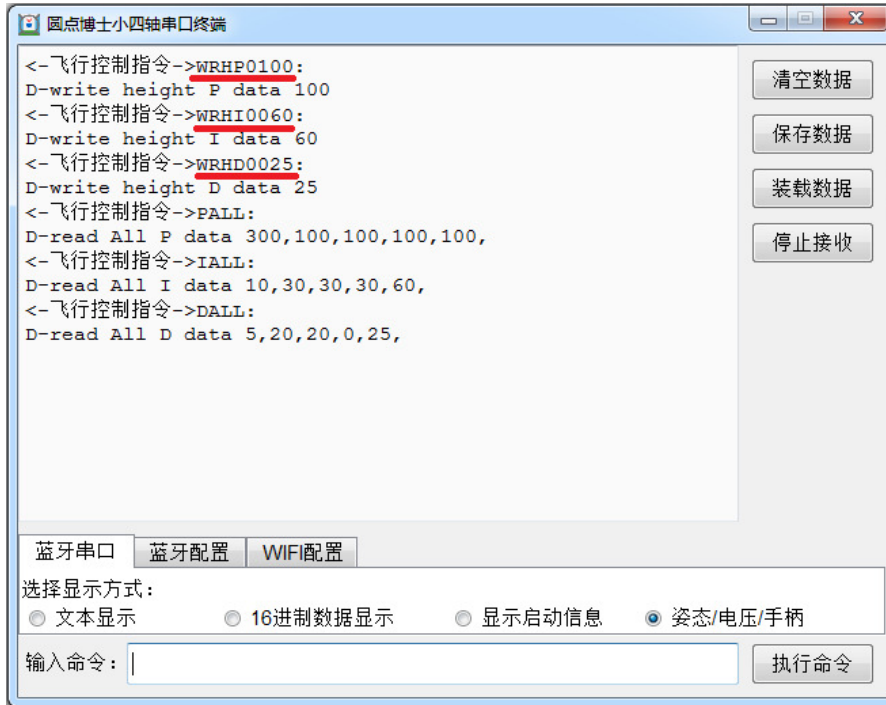 圆点博士小四轴串口终端
<-飞行控制指令->WRHP0100:
D-write height P data 100
<-飞行控制指令->WRHI0060:
D-write height I data 60
<-飞行控制指令->WRHD0025:
D-write height D data 25
<-飞行控制指令->PALL:
D-read All P data 300,100,100,100,100,
<-飞行控制指令->IALL:
D-read All I data 10,30,30,30,60,
<-飞行控制指令->DALL:
D-read All D data 5,20,20,0,25,
清空数据
保存数据
装载数据
停止接收
蓝牙串口 蓝牙配置 WIFI配置
选择显示方式：
文本显示 16进制数据显示 显示启动信息 姿态/电压/手柄
输入命令： 执行命令